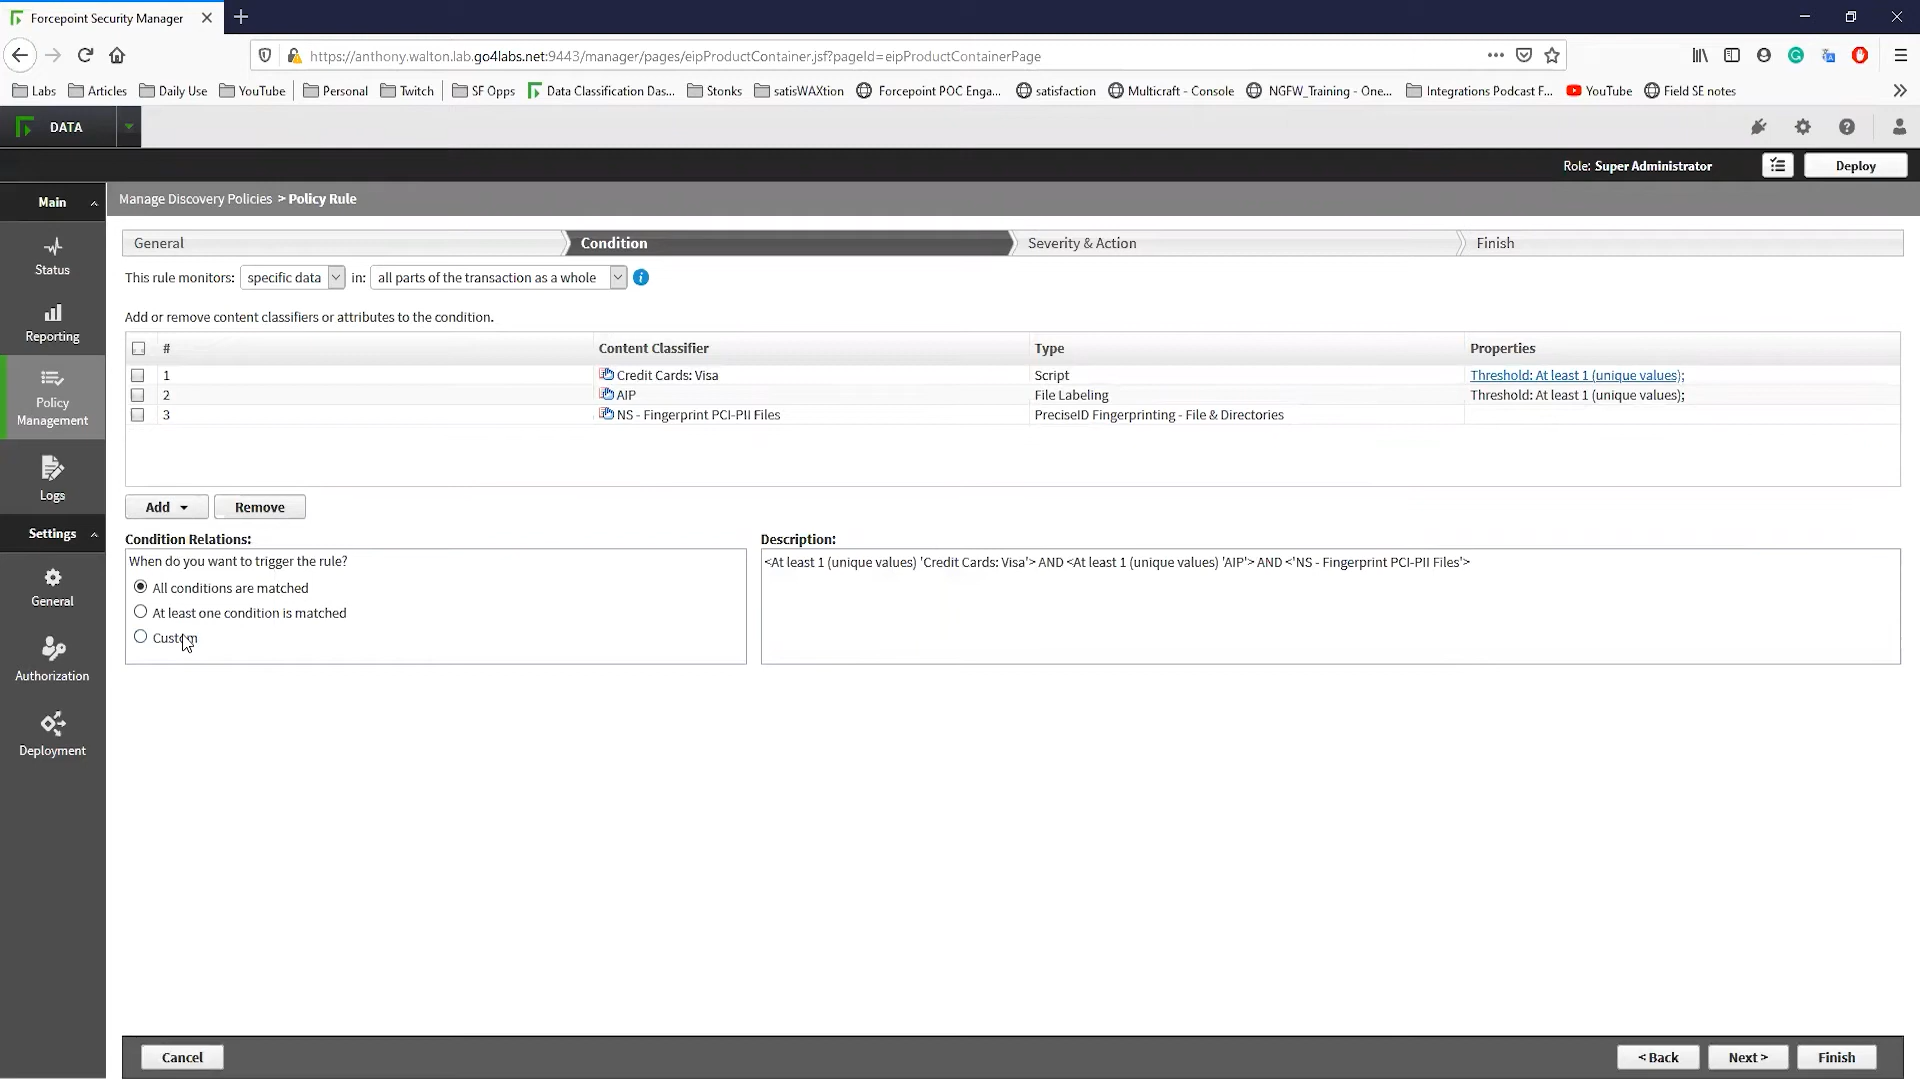 Forcepoint Security Manager
https://anthony.walton.lab.go4labs.net:9443/manager/pages/eipProductContainer.jsf?pageId=eipProductContainerPage
Labs Articles Daily Use YouTube Personal Twitch SF Opps Data Classification Das... Stonks satisWAXtion Forcepoint POC Enga... satisfaction Multicraft - Console NGFW_Training - One... Integrations Podcast F... YouTube Field SE notes
DATA
Role: Super Administrator Deploy
Main
Manage Discovery Policies > Policy Rule
General Condition Severity & Action Finish
Status
This rule monitors: specific data in: all parts of the transaction as a whole
Add or remove content classifiers or attributes to the condition.
Reporting
# Content Classifier Type Properties
1 Credit Cards: Visa Script Threshold: At least 1 (unique values);
2 AIP File Labeling Threshold: At least 1 (unique values);
3 NS - Fingerprint PCI-PII Files PreciseID Fingerprinting - File & Directories
Policy
Management
Logs
Add Remove
Settings
Condition Relations: Description:
When do you want to trigger the rule? <At least 1 (unique values) 'Credit Cards: Visa'> AND <At least 1 (unique values) 'AIP'> AND <'NS - Fingerprint PCI-PII Files'>
All conditions are matched
General
At least one condition is matched
Custom
Authorization
Deployment
Cancel < Back Next > Finish